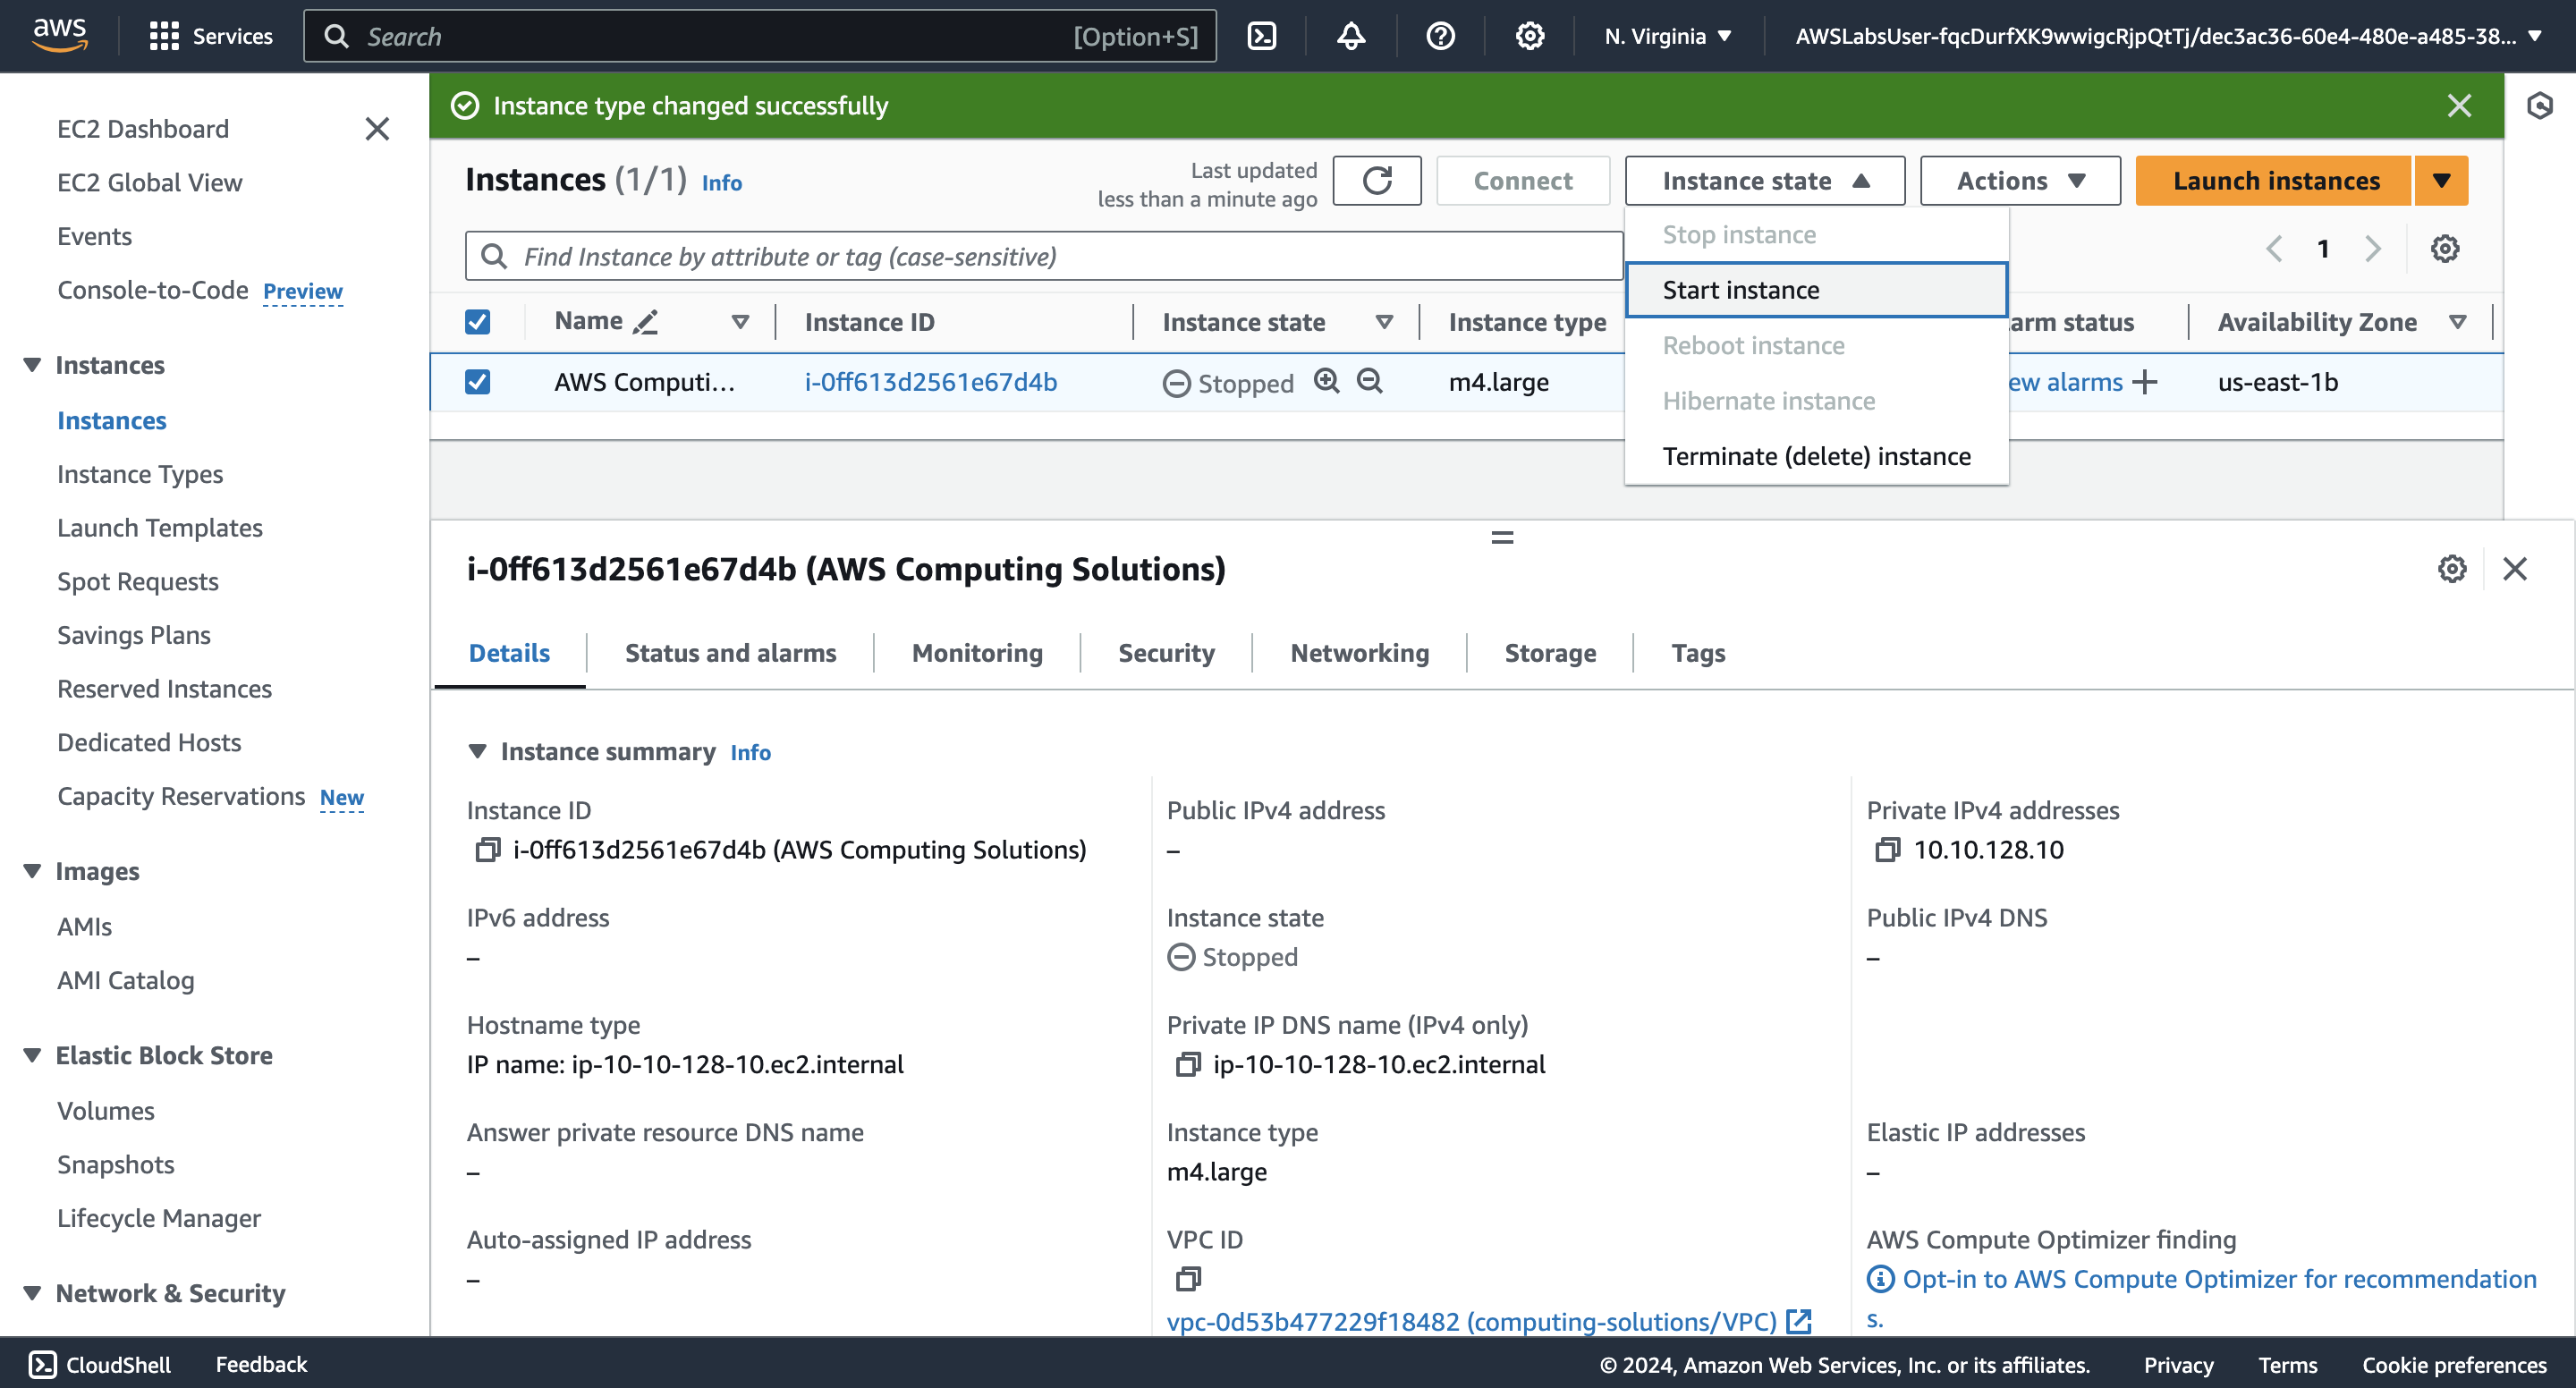 aws
Services
Search
[Option+S]
N. Virginia
AWSLabsUser-fqcDurfXK9wwigcRjpQtTj/dec3ac36-60e4-480e-a485-38...
EC2 Dashboard
EC2 Global View
Events
Console-to-Code Preview
Instances
Instances
Instance Types
Launch Templates
Spot Requests
Savings Plans
Reserved Instances
Dedicated Hosts
Capacity Reservations New
Images
AMIs
AMI Catalog
Elastic Block Store
Volumes
Snapshots
Lifecycle Manager
Network & Security
Instance type changed successfully
Instances (1/1) Info
Last updated
less than a minute ago
Connect
Instance state
Actions
Launch instances
Find Instance by attribute or tag (case-sensitive)
1
Stop instance
Start instance
Reboot instance
Hibernate instance
Terminate (delete) instance
Name
Instance ID
Instance state
Instance type
arm status
Availability Zone
AWS Computi...
i-0ff613d2561e67d4b
Stopped
m4.large
ew alarms
us-east-1b
i-0ff613d2561e67d4b (AWS Computing Solutions)
Details
Status and alarms
Monitoring
Security
Networking
Storage
Tags
Instance summary Info
Instance ID
i-0ff613d2561e67d4b (AWS Computing Solutions)
Public IPv4 address
–
Private IPv4 addresses
10.10.128.10
IPv6 address
–
Instance state
Stopped
Public IPv4 DNS
–
Hostname type
IP name: ip-10-10-128-10.ec2.internal
Private IP DNS name (IPv4 only)
ip-10-10-128-10.ec2.internal
Answer private resource DNS name
–
Instance type
m4.large
Elastic IP addresses
–
Auto-assigned IP address
–
VPC ID
vpc-0d53b477229f18482 (computing-solutions/VPC)
AWS Compute Optimizer finding
Opt-in to AWS Compute Optimizer for recommendation
s.
CloudShell
Feedback
© 2024, Amazon Web Services, Inc. or its affiliates.
Privacy
Terms
Cookie preferences